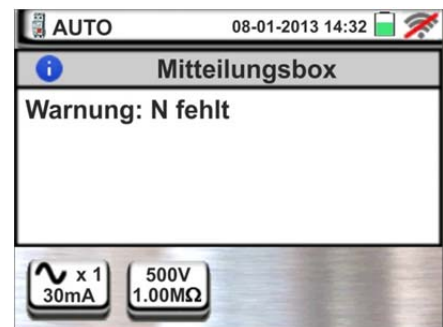 AUTO 08-01-2013 14:32
Mitteilungsbox
Warnung: N fehlt
x 1
30mA
500V
1.00MΩ